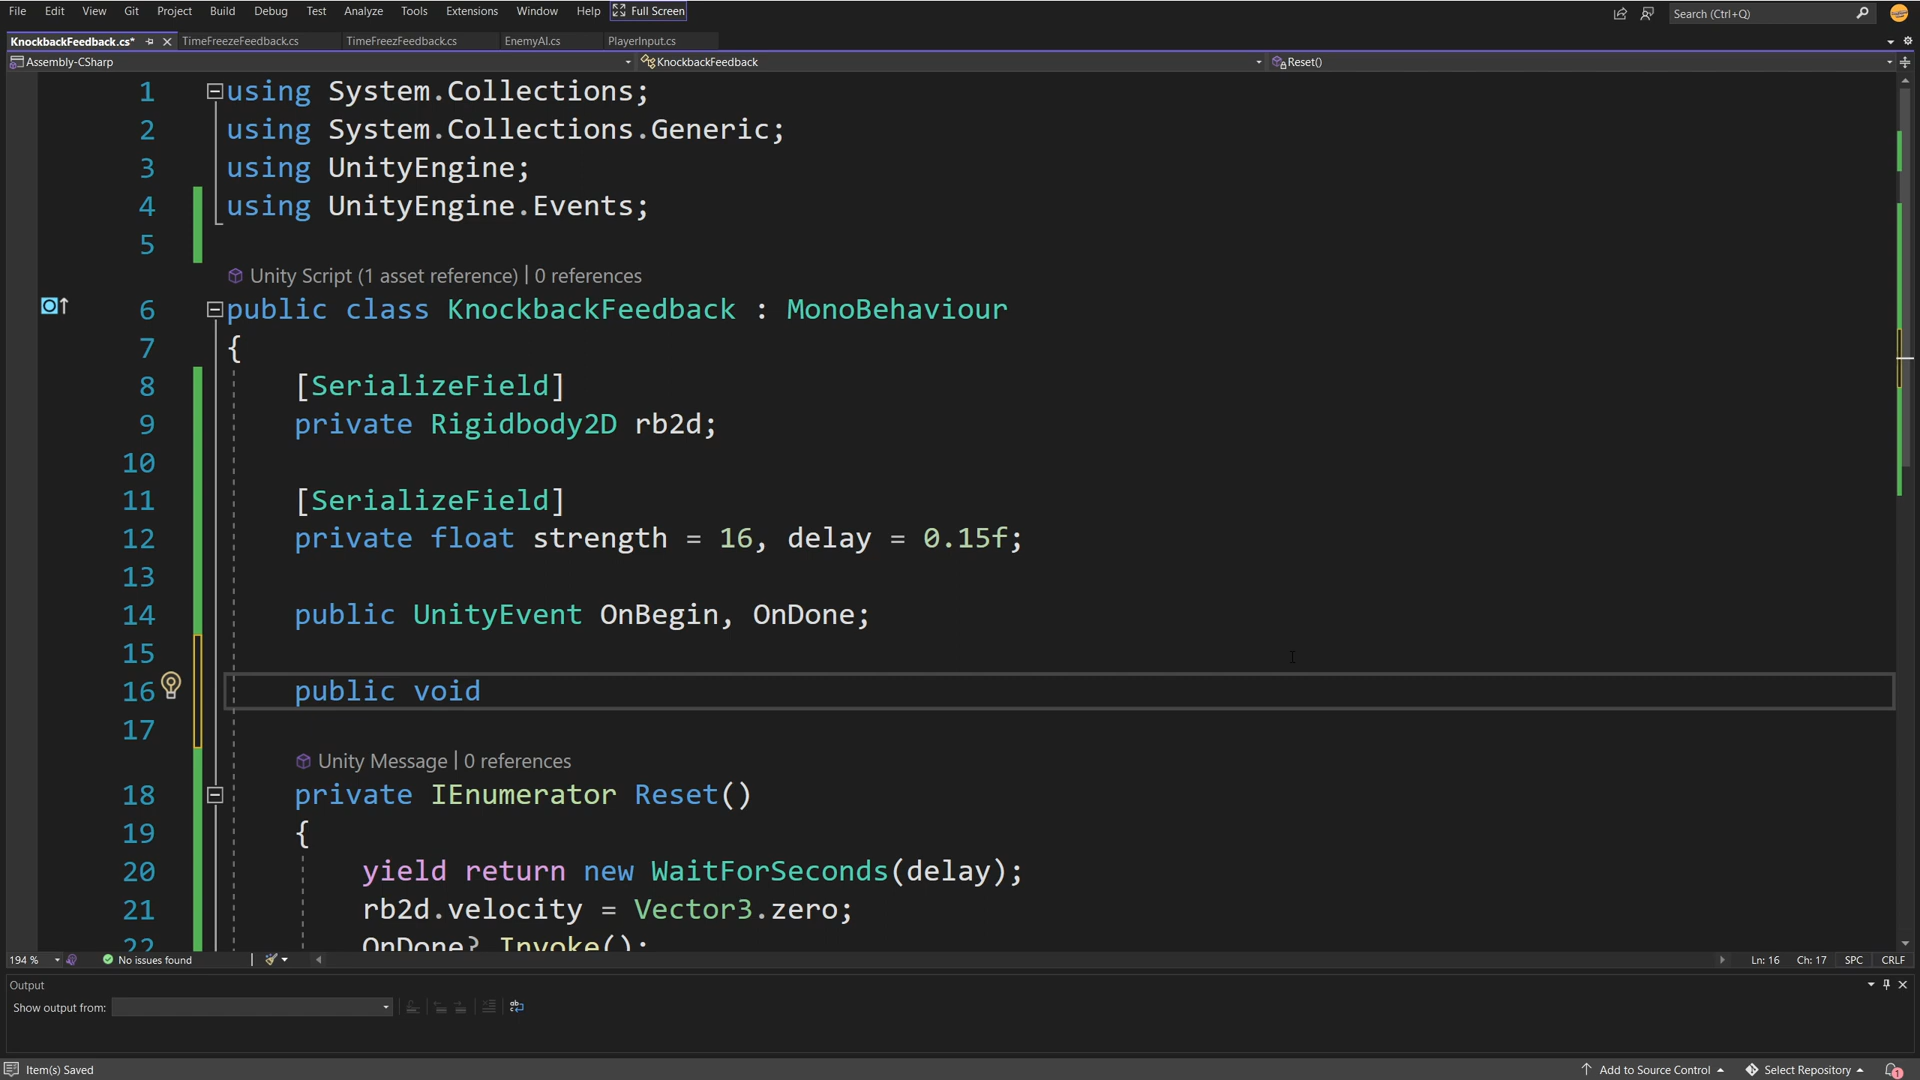 File Edit View Git Project Build Debug Test Analyze Tools Extensions Window Help Full Screen Search (Ctrl+Q)
KnockbackFeedback.cs* TimeFreezeFeedback.cs TimeFreezFeedback.cs EnemyAI.cs PlayerInput.cs
Assembly-CSharp KnockbackFeedback Reset()
1 using System.Collections;
2 using System.Collections.Generic;
3 using UnityEngine;
4 using UnityEngine.Events;
5
Unity Script (1 asset reference) | 0 references
6 public class KnockbackFeedback : MonoBehaviour
7 {
8 [SerializeField]
9 private Rigidbody2D rb2d;
10
11 [SerializeField]
12 private float strength = 16, delay = 0.15f;
13
14 public UnityEvent OnBegin, OnDone;
15
16 public void
17
Unity Message | 0 references
18 private IEnumerator Reset()
19 {
20 yield return new WaitForSeconds(delay);
21 rb2d.velocity = Vector3.zero;
22 OnDone?.Invoke();
194 % No issues found Ln: 16 Ch: 17 SPC CRLF
Output
Show output from:
Item(s) Saved Add to Source Control Select Repository 1